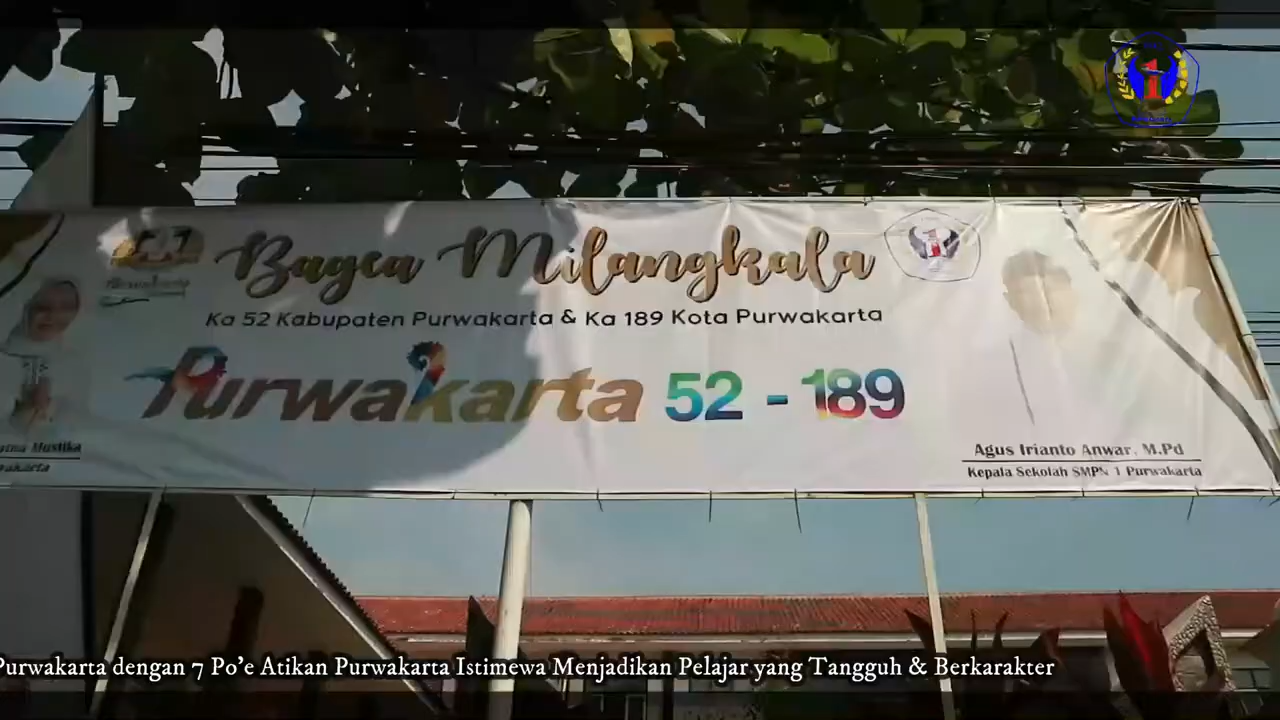 Bagea Milangkala
Ka 52 Kabupaten Purwakarta & Ka 189 Kota Purwakarta
Purwakarta 52 - 189
Mustika
Agus Irianto Anwar, M.Pd
Kepala Sekolah SMPN 1 Purwakarta
Purwakarta dengan 7 Po'e Atikan Purwakarta Istimewa Menjadikan Pelajar yang Tangguh & Berkarakter